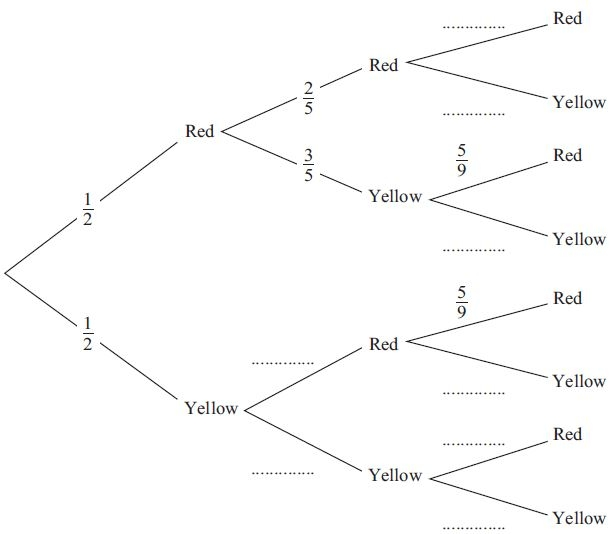 ............. Red
Red
2/5
............. Yellow
Red
3/5
5/9 Red
Yellow
1/2
............. Yellow
5/9 Red
1/2
............. Red
............. Yellow
Yellow
............. Red
............. Yellow
............. Yellow